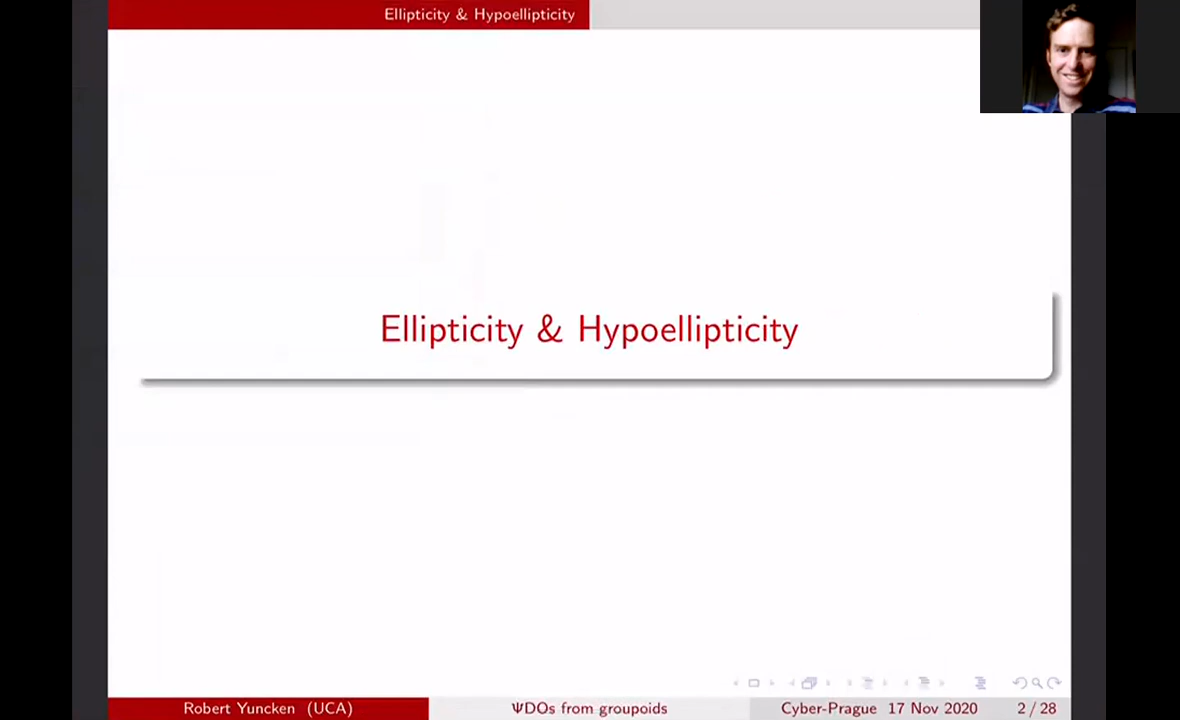 Ellipticity & Hypoellipticity
Ellipticity & Hypoellipticity
Robert Yuncken (UCA)
ΨDOs from groupoids
Cyber-Prague 17 Nov 2020
2 / 28